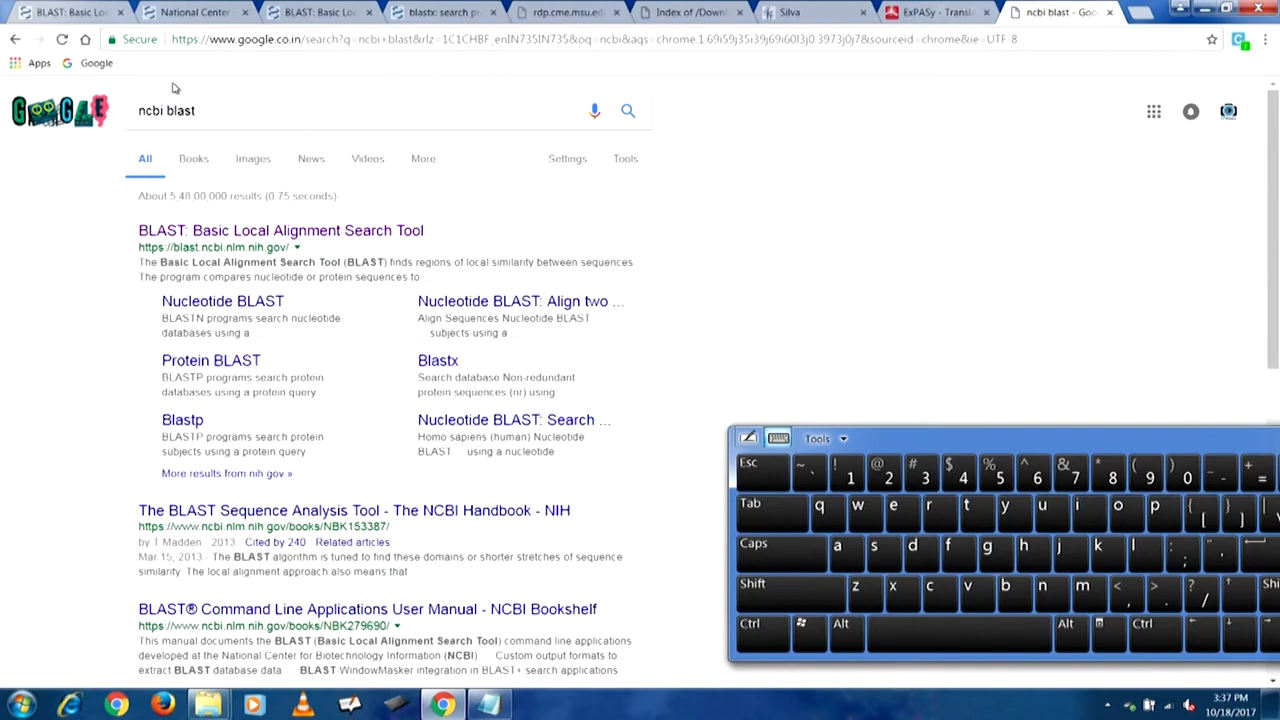 BLAST: Basic Loc
National Center
BLAST: Basic Loc
blastx: search pr
rdp.cme.msu.ed
Index of /Downl
Silva
ExPASy - Transla
ncbi blast - Goo
Secure
https://www.google.co.in/search?q=ncbi+blast&rlz=1C1CHBF_enIN735IN735&oq=ncbi&aqs=chrome.1.69i59j35i39j69i60l3j0.3973j0j7&sourceid=chrome&ie=UTF-8
Apps
Google
ncbi blast
All Books Images News Videos More Settings Tools
About 5,48,00,000 results (0.75 seconds)
BLAST: Basic Local Alignment Search Tool
https://blast.ncbi.nlm.nih.gov/
The Basic Local Alignment Search Tool (BLAST) finds regions of local similarity between sequences
The program compares nucleotide or protein sequences to
Nucleotide BLAST
BLASTN programs search nucleotide
databases using a
Nucleotide BLAST: Align two ...
Align Sequences Nucleotide BLAST
subjects using a
Protein BLAST
BLASTP programs search protein
databases using a protein query
Blastx
Search database Non-redundant
protein sequences (nr) using
Blastp
BLASTP programs search protein
subjects using a protein query
Nucleotide BLAST: Search ...
Homo sapiens (human) Nucleotide
BLAST using a nucleotide
More results from nih gov »
The BLAST Sequence Analysis Tool - The NCBI Handbook - NIH
https://www.ncbi.nlm.nih.gov/books/NBK153387/
by T Madden - 2013 Cited by 240 Related articles
Mar 15, 2013 - The BLAST algorithm is tuned to find these domains or shorter stretches of sequence
similarity The local alignment approach also means that
BLAST® Command Line Applications User Manual - NCBI Bookshelf
https://www.ncbi.nlm.nih.gov/books/NBK279690/
This manual documents the BLAST (Basic Local Alignment Search Tool) command line applications
developed at the National Center for Biotechnology Information (NCBI) Custom output formats to
extract BLAST database data BLAST WindowMasker integration in BLAST+ search applications
Tools
Esc ~ ` ! 1 @ 2 # 3 $ 4 % 5 ^ 6 & 7 * 8 ( 9 ) 0 _ - + =
Tab q w e r t y u i o p { [ } ] | \
Caps a s d f g h j k l : ; " '
Shift z x c v b n m < , > . ? / Shi
Ctrl Alt Alt Ctrl
3:37 PM
10/18/2017